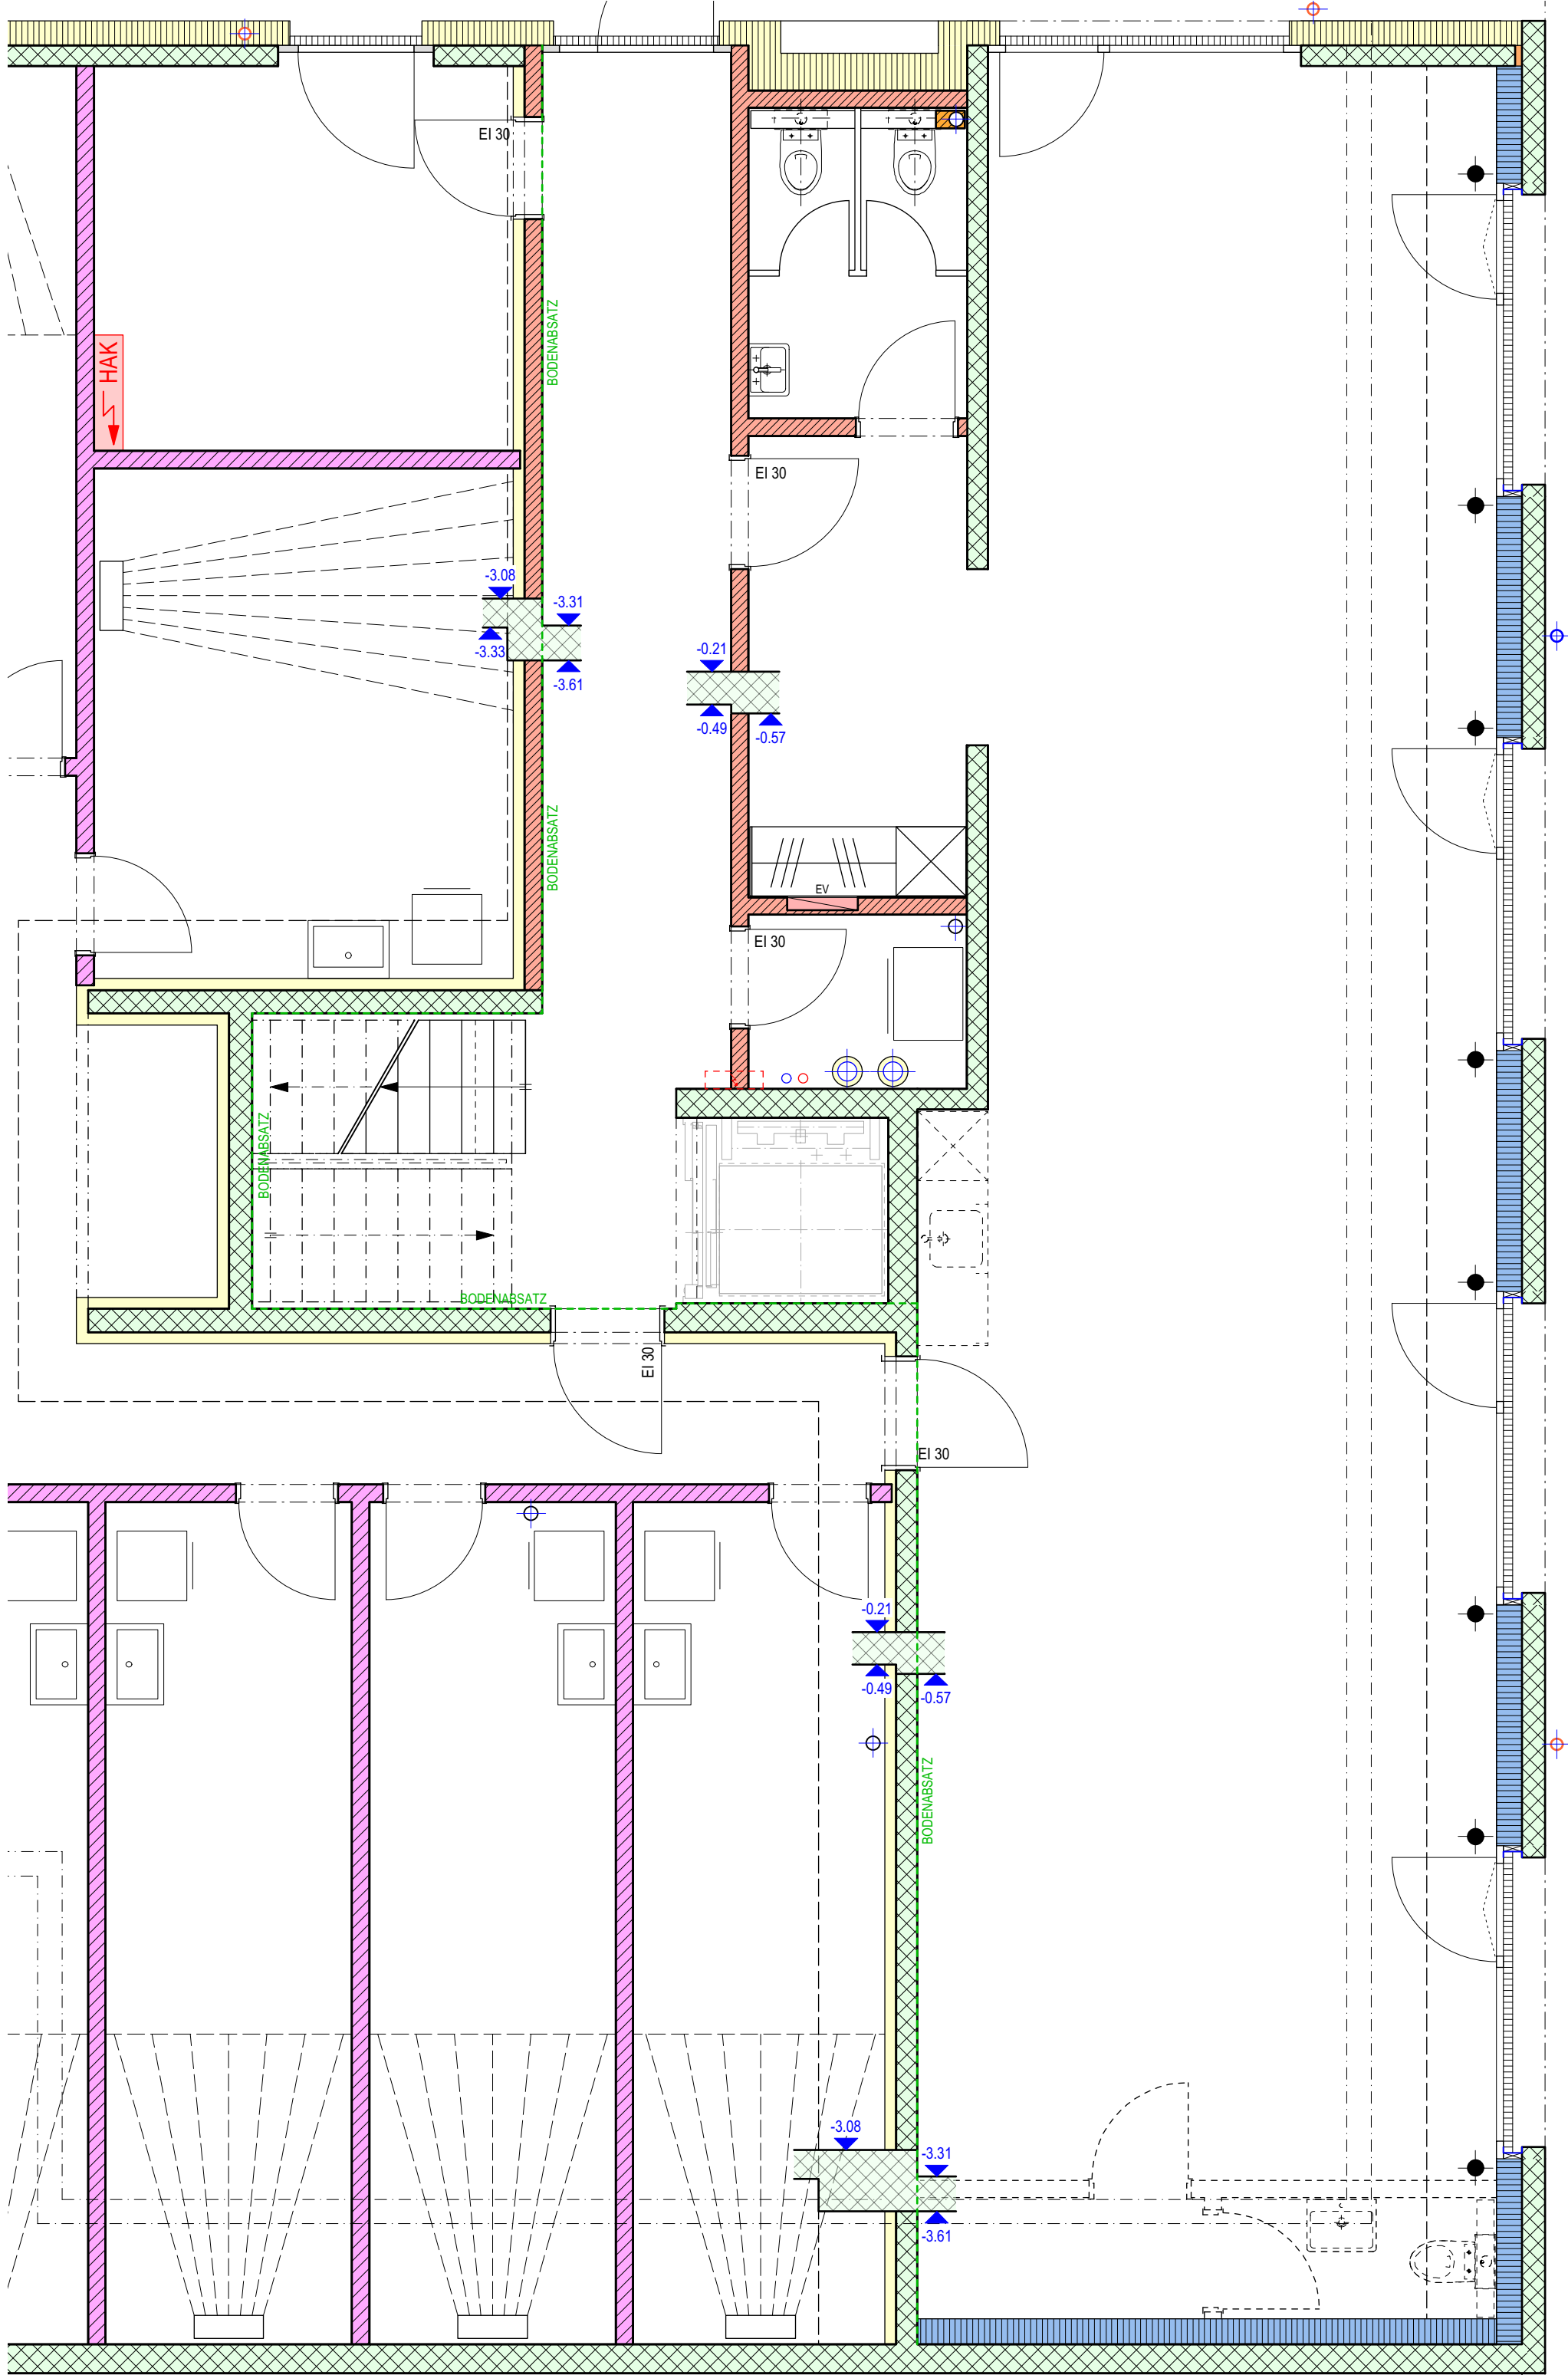 EI 30
BODENABSATZ
HAK
EI 30
-3.08
-3.31
-3.33
-3.61
-0.21
-0.49
-0.57
BODENABSATZ
EV
EI 30
BODENABSATZ
BODENABSATZ
EI 30
EI 30
-0.21
-0.49
-0.57
BODENABSATZ
-3.08
-3.31
-3.61